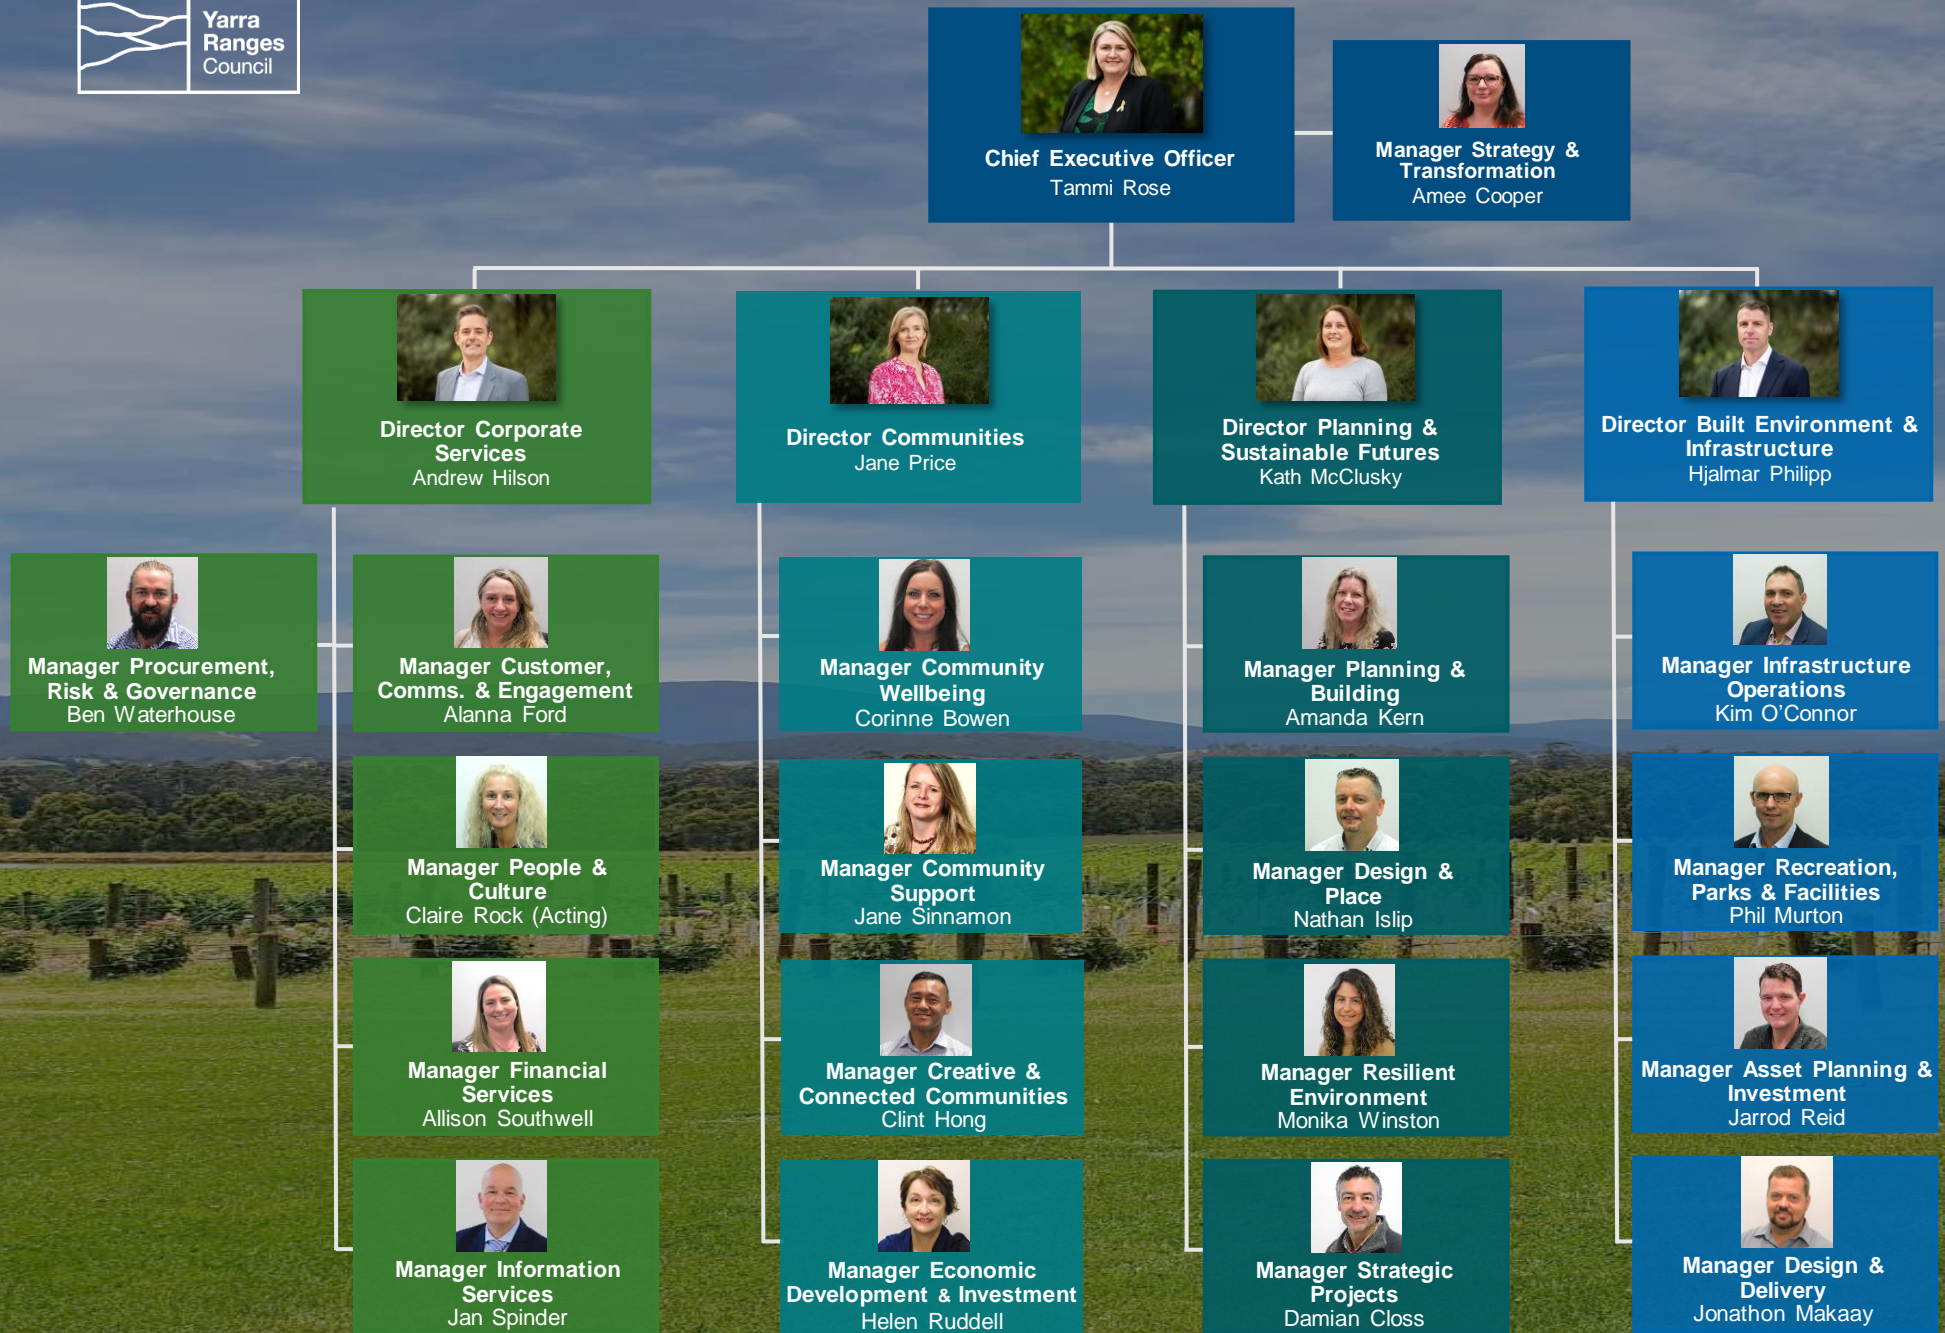 Yarra
Ranges
Council
Chief Executive Officer
Tammi Rose
Manager Strategy &
Transformation
Amee Cooper
Director Corporate
Services
Andrew Hilson
Director Communities
Jane Price
Director Planning &
Sustainable Futures
Kath McClusky
Director Built Environment &
Infrastructure
Hjalmar Philipp
Manager Procurement,
Risk & Governance
Ben Waterhouse
Manager Customer,
Comms. & Engagement
Alanna Ford
Manager Community
Wellbeing
Corinne Bowen
Manager Planning &
Building
Amanda Kern
Manager Infrastructure
Operations
Kim O'Connor
Manager People &
Culture
Claire Rock (Acting)
Manager Community
Support
Jane Sinnamon
Manager Design &
Place
Nathan Islip
Manager Recreation,
Parks & Facilities
Phil Murton
Manager Financial
Services
Allison Southwell
Manager Creative &
Connected Communities
Clint Hong
Manager Resilient
Environment
Monika Winston
Manager Asset Planning &
Investment
Jarrod Reid
Manager Information
Services
Jan Spinder
Manager Economic
Development & Investment
Helen Ruddell
Manager Strategic
Projects
Damian Closs
Manager Design &
Delivery
Jonathon Makaay